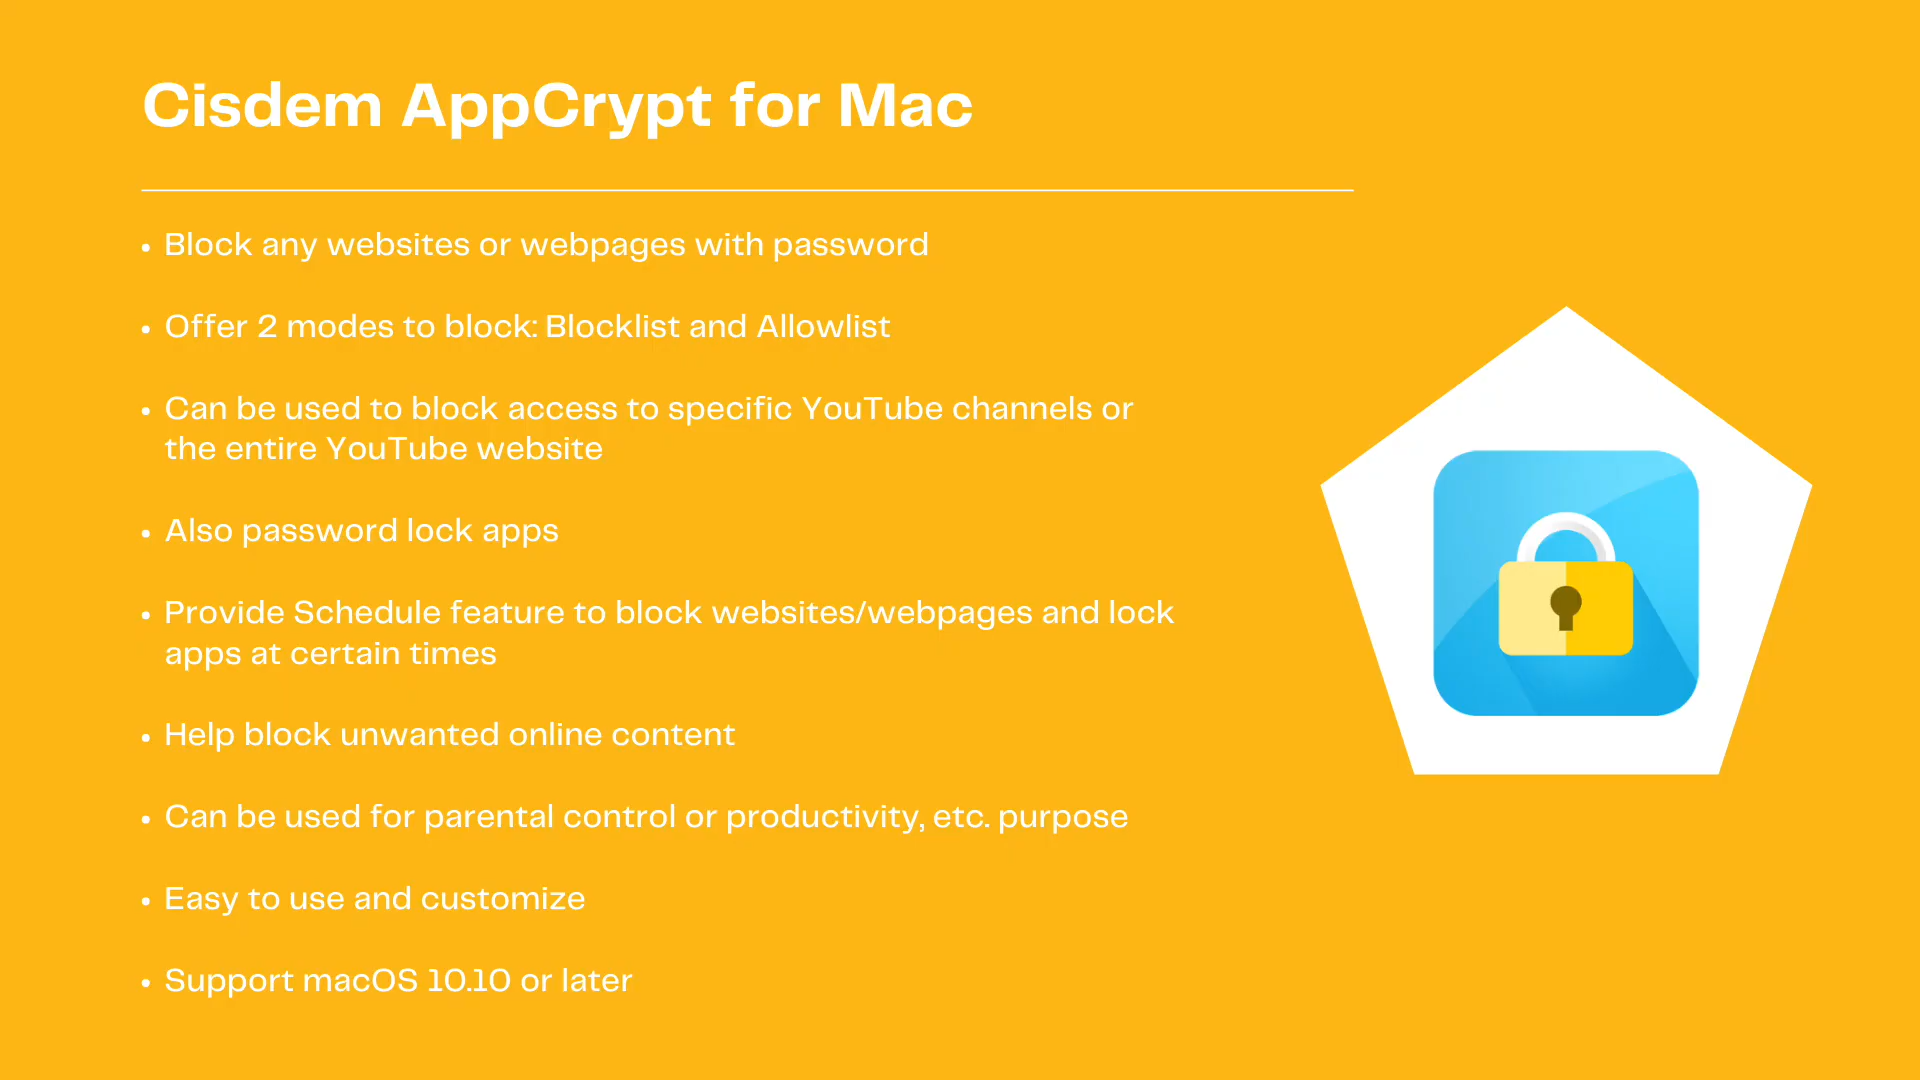 Cisdem AppCrypt for Mac
• Block any websites or webpages with password
• Offer 2 modes to block: Blocklist and Allowlist
• Can be used to block access to specific YouTube channels or
the entire YouTube website
• Also password lock apps
• Provide Schedule feature to block websites/webpages and lock
apps at certain times
• Help block unwanted online content
• Can be used for parental control or productivity, etc. purpose
• Easy to use and customize
• Support macOS 10.10 or later